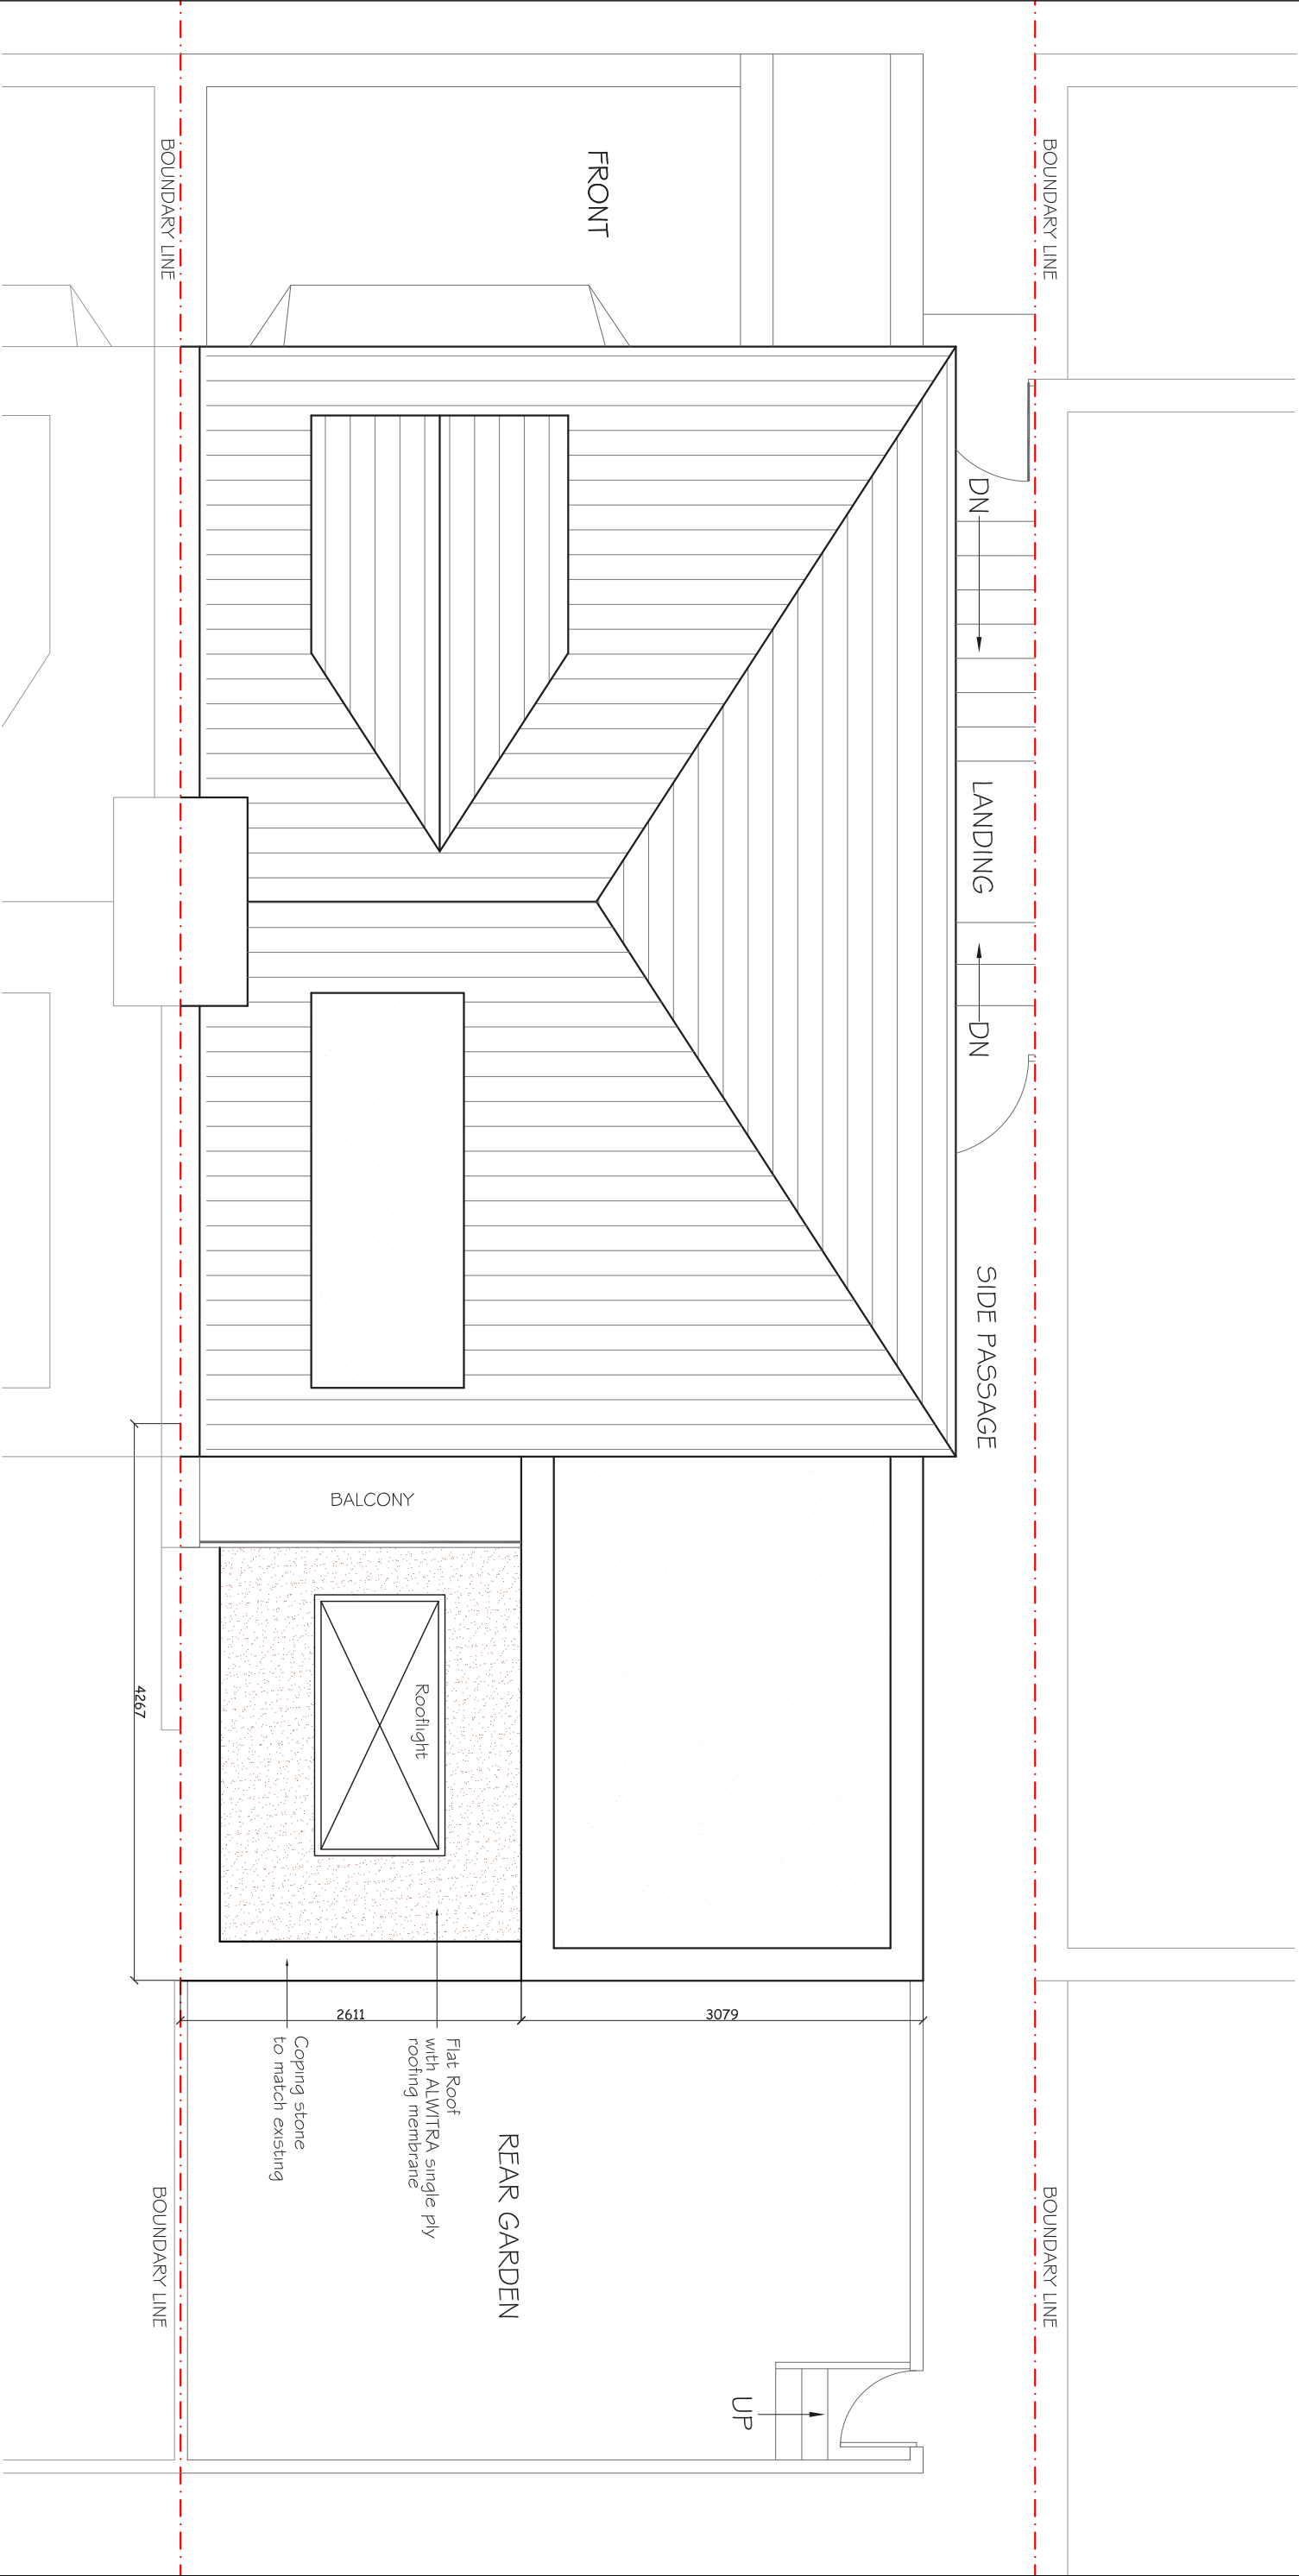 BOUNDARY LINE
BOUNDARY LINE
FRONT
DN
LANDING
DN
SIDE PASSAGE
BALCONY
Rooflight
4267
2611
3079
Coping stone
to match existing
Flat Roof
with ALWITRA single ply
roofing membrane
REAR GARDEN
BOUNDARY LINE
BOUNDARY LINE
UP